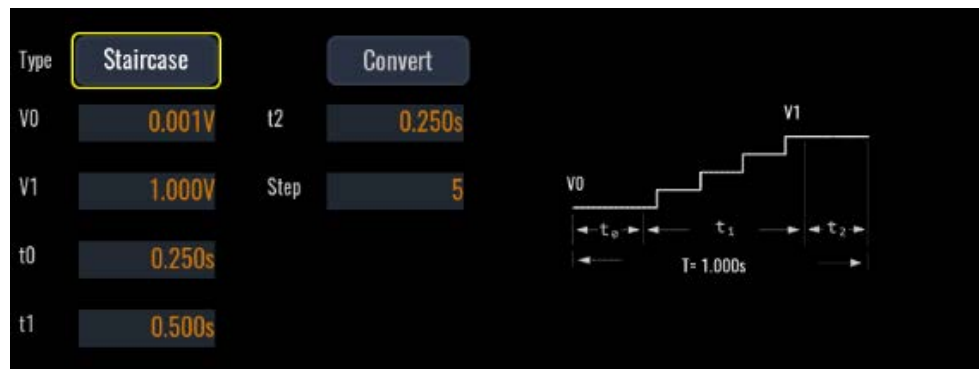 Type Staircase Convert
V0 0.001V t2 0.250s
V1 1.000V Step 5
t0 0.250s
t1 0.500s
V1
V0
t₀ t₁ t₂
T= 1.000s